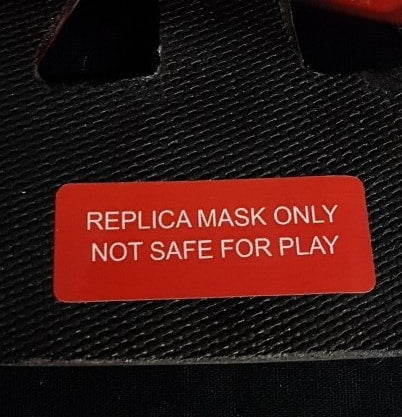 REPLICA MASK ONLY
NOT SAFE FOR PLAY